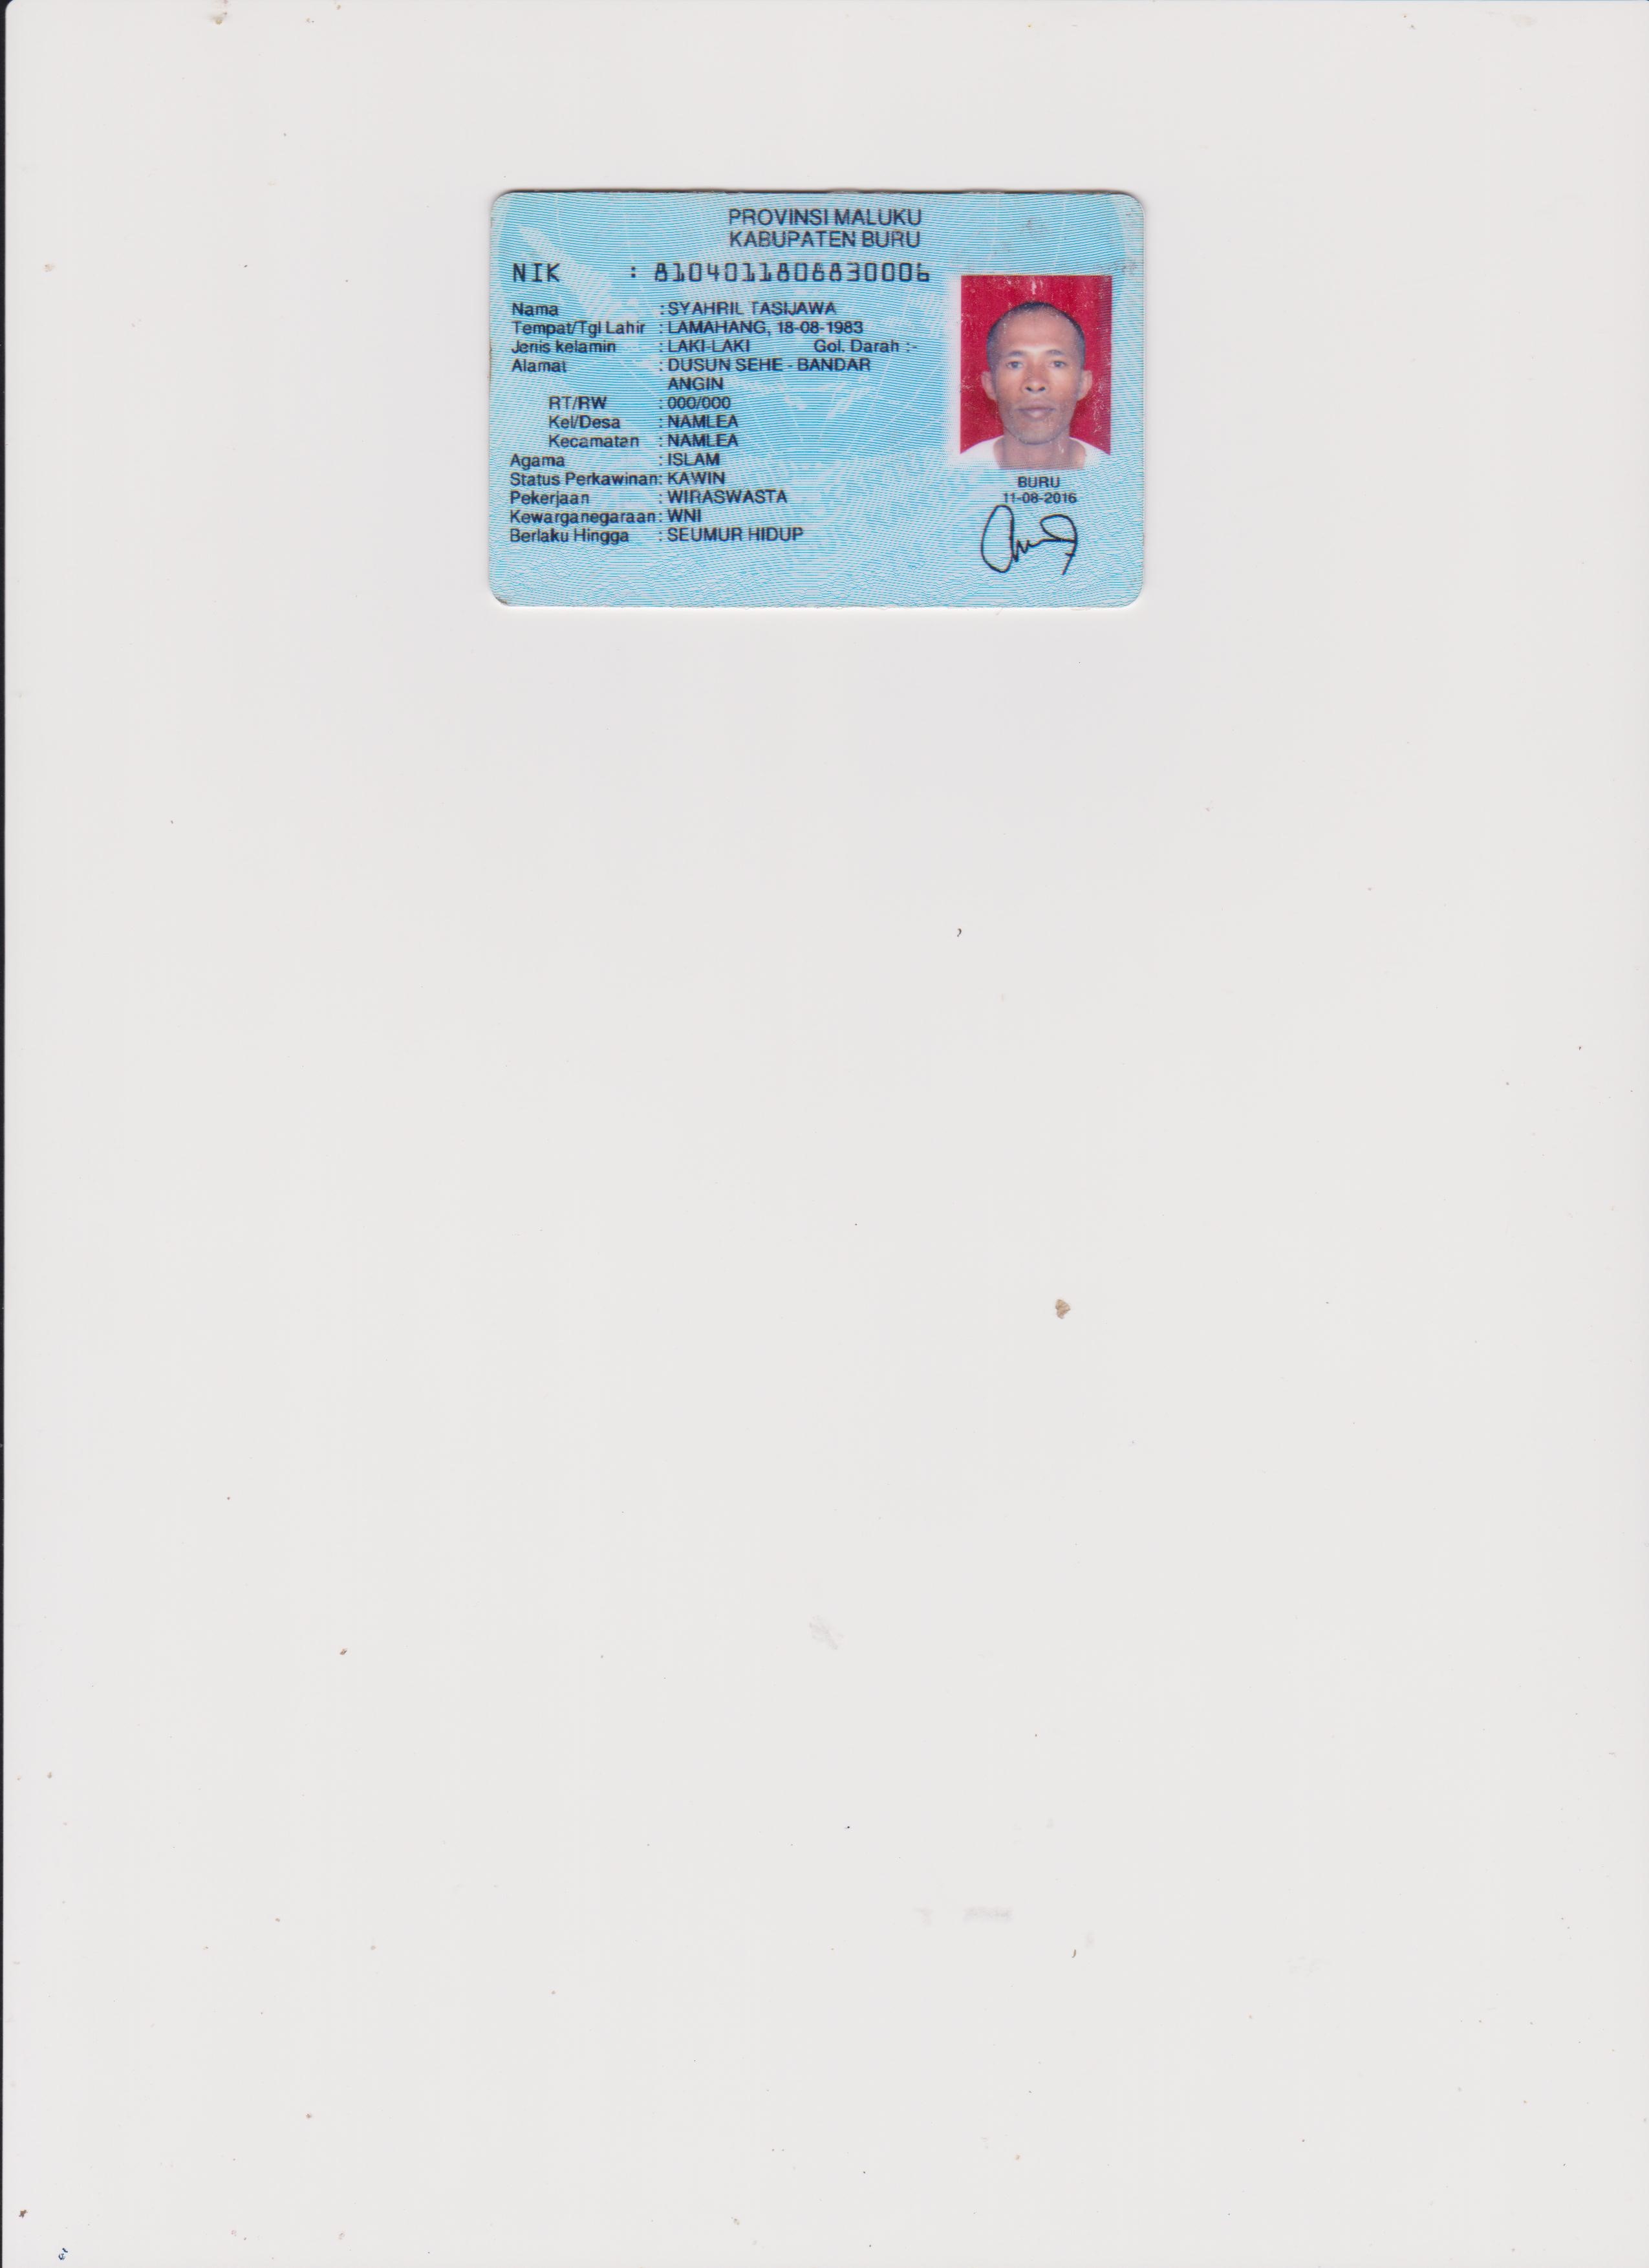 PROVINSI MALUKU
KABUPATEN BURU
NIK : 8104011808830006
Nama : SYAHRIL TASIJAWA
Tempat/Tgl Lahir : LAMAHANG, 18-08-1983
Jenis kelamin : LAKI-LAKI Gol. Darah :-
Alamat : DUSUN SEHE - BANDAR
ANGIN
RT/RW : 000/000
Kel/Desa : NAMLEA
Kecamatan : NAMLEA
Agama : ISLAM
Status Perkawinan: KAWIN
Pekerjaan : WIRASWASTA
Kewarganegaraan: WNI
Berlaku Hingga : SEUMUR HIDUP
BURU
11-08-2016